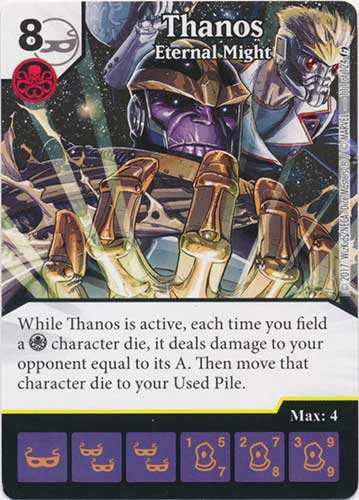 8
Thanos
Eternal Might
While Thanos is active, each time you field
a character die, it deals damage to your
opponent equal to its A. Then move that
character die to your Used Pile.
Max: 4
1 5 7
2 7 8
3 9 9